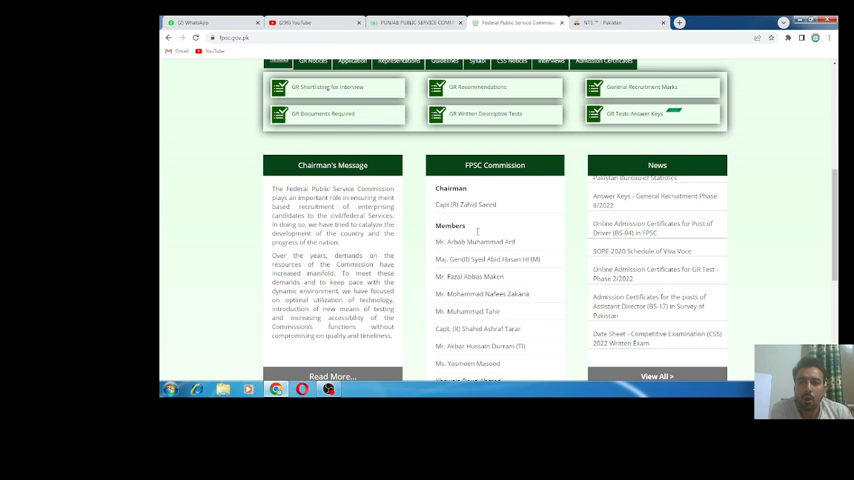 (2) WhatsApp
(296) YouTube
PUNJAB PUBLIC SERVICE COMM
Federal Public Service Commissio
NTS ™ - Pakistan
fpsc.gov.pk
Gmail
YouTube
GR Notices
Application
Representations
Guidelines
Syllabi
CSS Notices
Interviews
Admission Certificates
GR Shortlisting for Interview
GR Recommendations
General Recruitment Marks
GR Documents Required
GR Written Descriptive Tests
GR Tests Answer Keys
Chairman's Message
The Federal Public Service Commission
plays an important role in ensuring merit
based recruitment of enterprising
candidates to the civil/federal Services.
In doing so, we have tried to catalyze the
development of the country and the
progress of the nation.
Over the years, demands on the
resources of the Commission have
increased manifold. To meet these
demands and to keep pace with the
dynamic environment, we have focused
on optimal utilization of technology,
introduction of new means of testing
and increasing accessibility of the
Commission's functions without
compromising on quality and timeliness.
Read More...
FPSC Commission
Chairman
Capt (R) Zahid Saeed
Members
Mr. Arbab Muhammad Arif
Maj. Gen(R) Syed Abid Hasan HI (M)
Mr. Fazal Abbas Maken
Mr. Mohammad Nafees Zakaria
Mr. Muhammad Tahir
Capt. (R) Shahid Ashraf Tarar
Mr. Akbar Hussain Durrani (TI)
Ms. Yasmeen Masood
News
Pakistan Bureau of Statistics
Answer Keys - General Recruitment Phase
II/2022
Online Admission Certificates for Post of
Driver (BS-04) in FPSC
SOPE-2020 Schedule of Viva Voce
Online Admission Certificates for GR Test -
Phase 2/2022
Admission Certificates for the posts of
Assistant Director (BS-17) in Survey of
Pakistan
Date Sheet - Competitive Examination (CSS)
2022 Written Exam
View All >